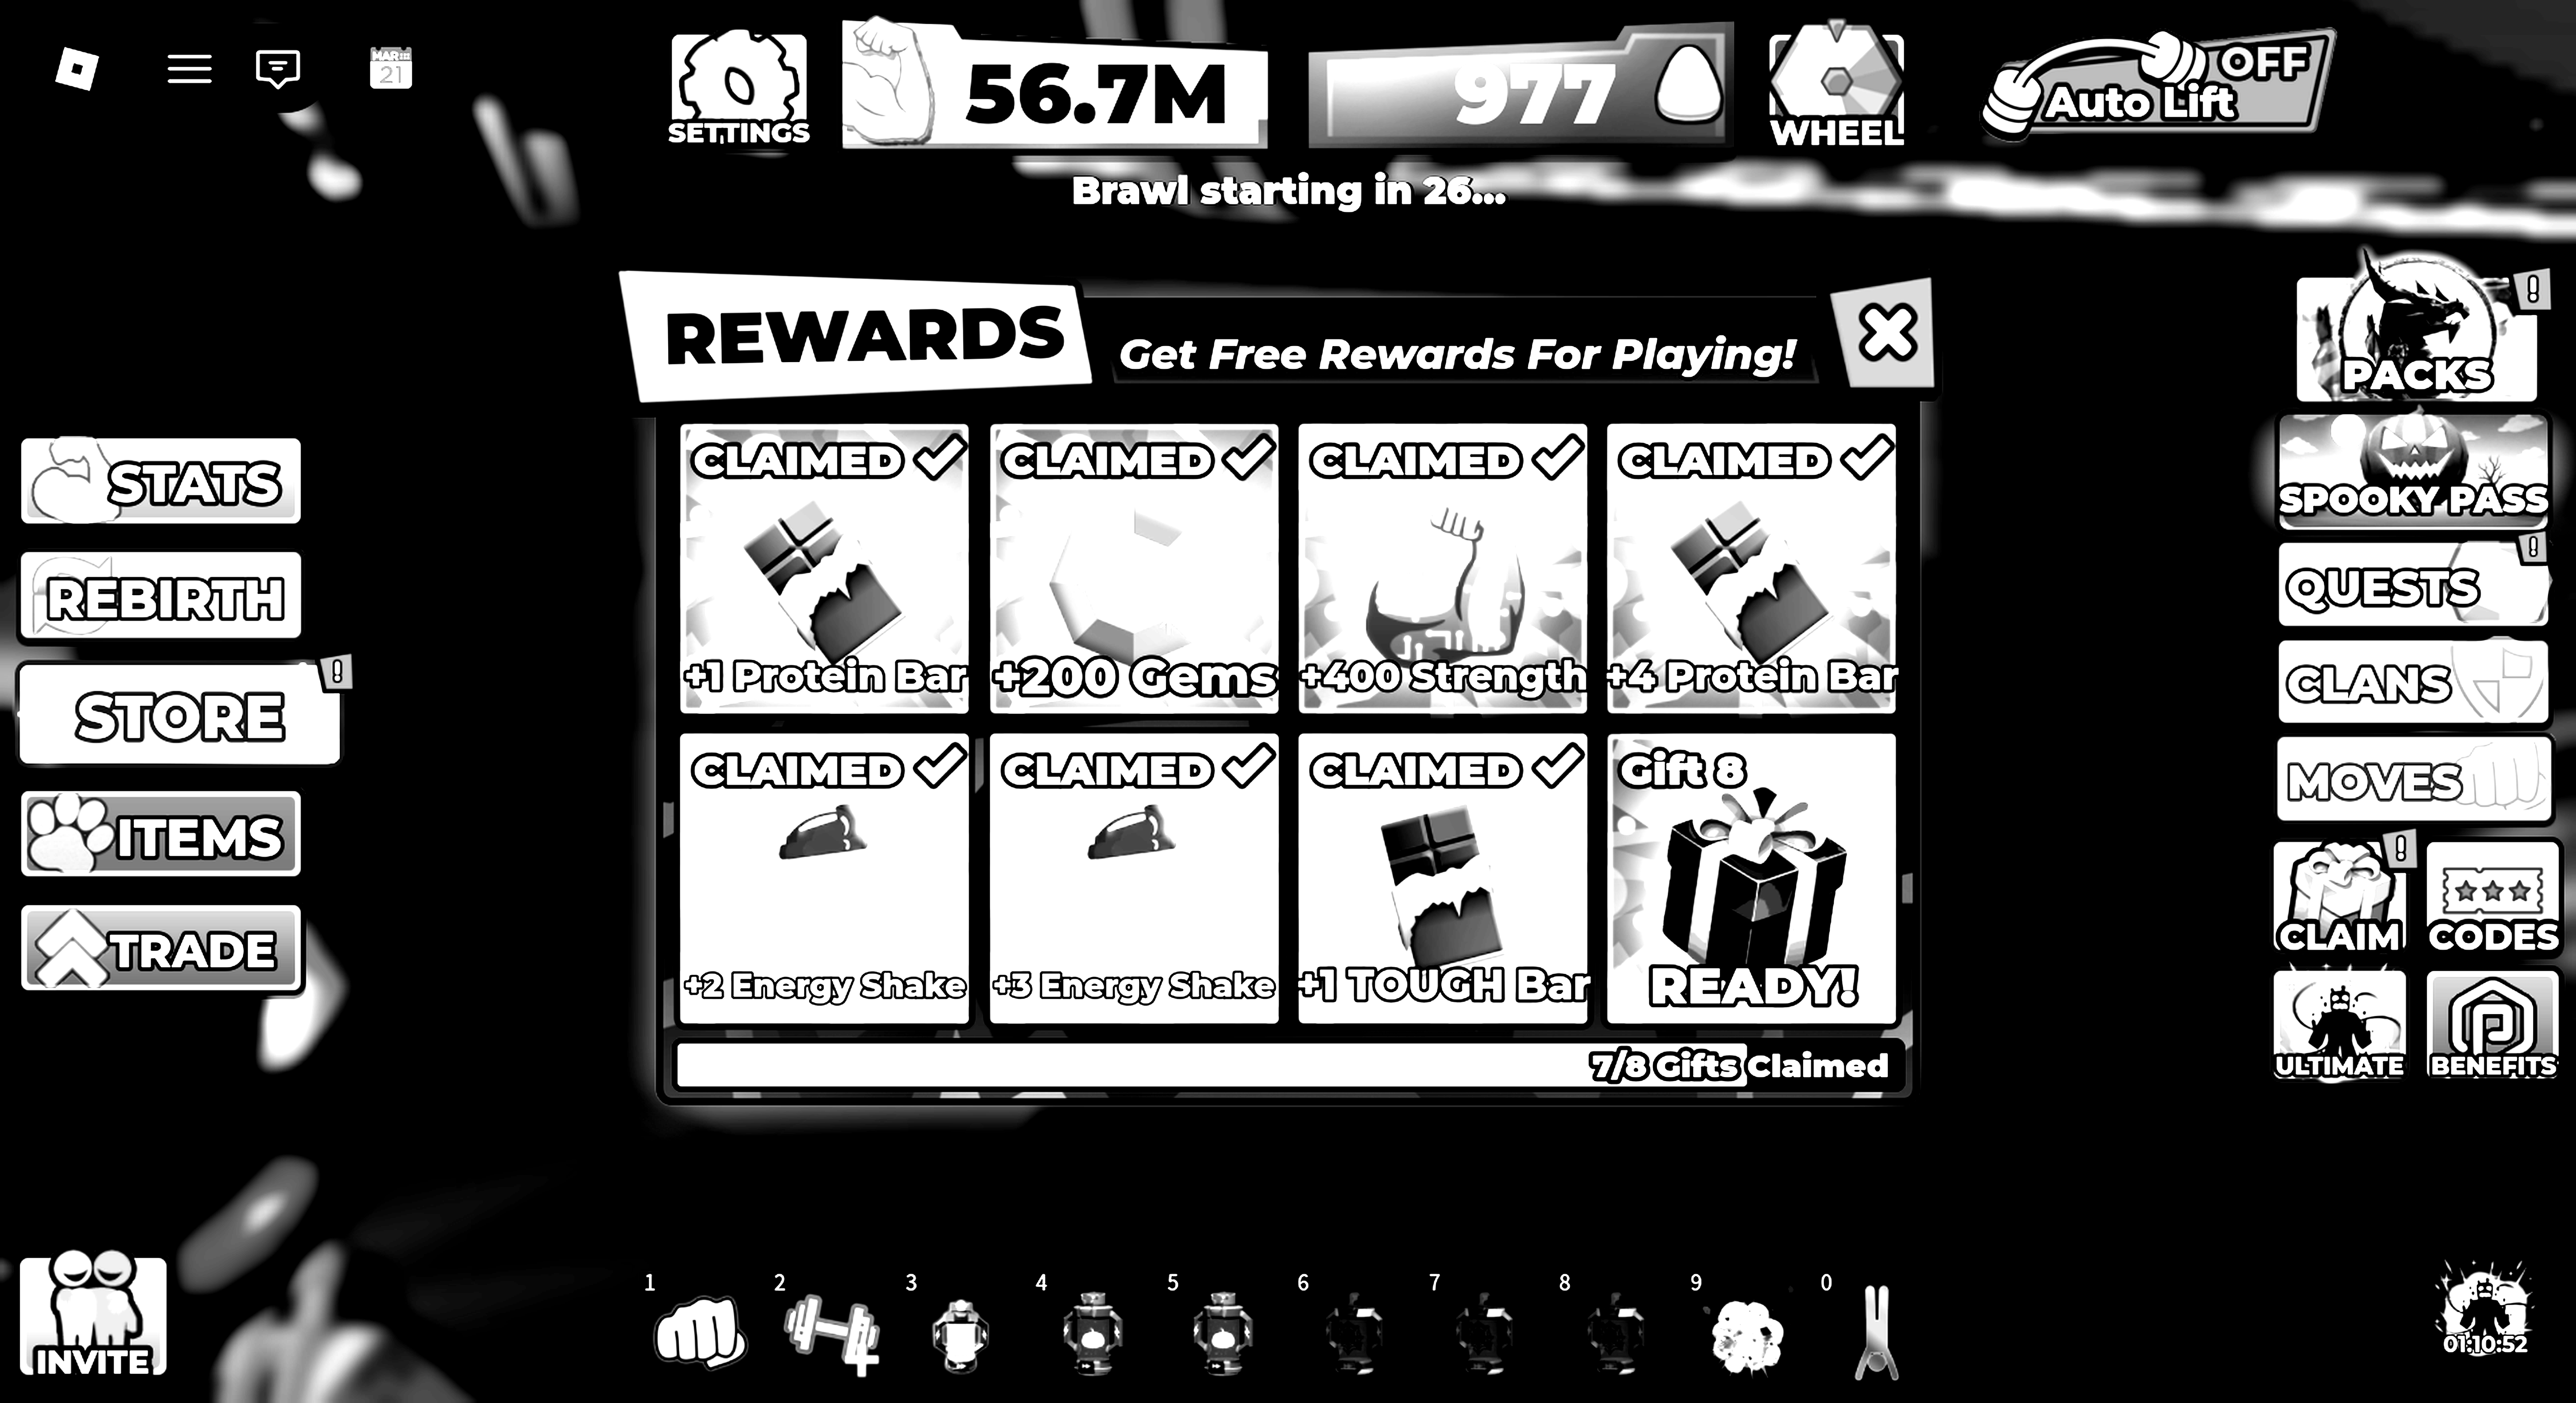 MAR
21
SETTINGS
56.7M
977
WHEEL
OFF
Auto Lift
Brawl starting in 26...
REWARDS
Get Free Rewards For Playing!
PACKS
!
SPOOKY PASS
QUESTS
!
CLANS
MOVES
CLAIM
!
CODES
ULTIMATE
BENEFITS
STATS
REBIRTH
STORE
!
ITEMS
TRADE
CLAIMED
+1 Protein Bar
CLAIMED
+200 Gems
CLAIMED
+400 Strength
CLAIMED
+4 Protein Bar
CLAIMED
+2 Energy Shake
CLAIMED
+3 Energy Shake
CLAIMED
+1 TOUGH Bar
Gift 8
READY!
7/8 Gifts Claimed
INVITE
1 2 3 4 5 6 7 8 9 0
01:10:52